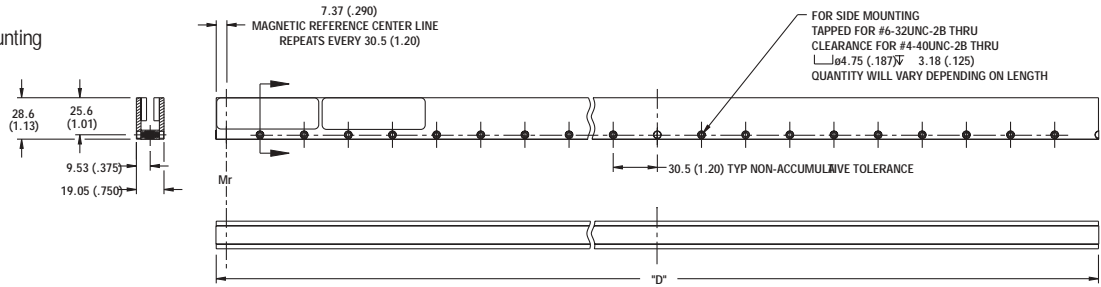 unting
7.37 (.290)
MAGNETIC REFERENCE CENTER LINE
REPEATS EVERY 30.5 (1.20)
FOR SIDE MOUNTING
TAPPED FOR #6-32UNC-2B THRU
CLEARANCE FOR #4-40UNC-2B THRU
ø4.75 (.187) 3.18 (.125)
QUANTITY WILL VARY DEPENDING ON LENGTH
28.6
(1.13)
25.6
(1.01)
9.53 (.375)
19.05 (.750)
Mr
30.5 (1.20) TYP NON-ACCUMULATIVE TOLERANCE
"D"